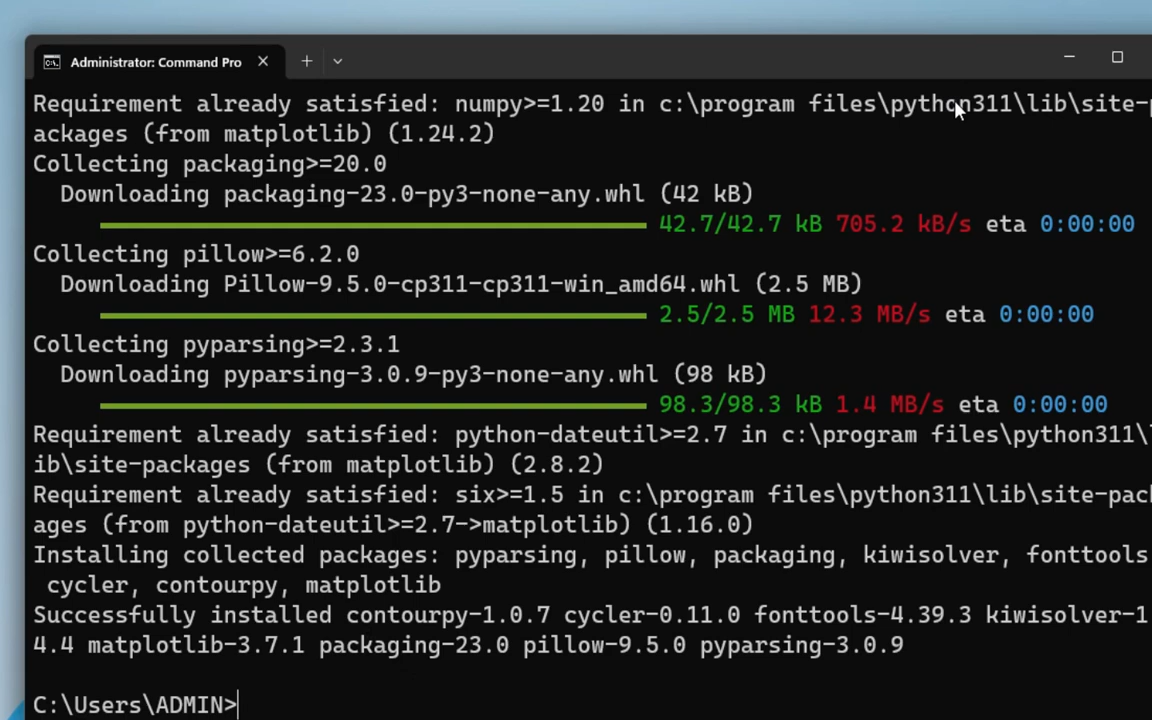 Administrator: Command Pro
Requirement already satisfied: numpy>=1.20 in c:\program files\python311\lib\site-p
ackages (from matplotlib) (1.24.2)
Collecting packaging>=20.0
Downloading packaging-23.0-py3-none-any.whl (42 kB)
42.7/42.7 kB 705.2 kB/s eta 0:00:00
Collecting pillow>=6.2.0
Downloading Pillow-9.5.0-cp311-cp311-win_amd64.whl (2.5 MB)
2.5/2.5 MB 12.3 MB/s eta 0:00:00
Collecting pyparsing>=2.3.1
Downloading pyparsing-3.0.9-py3-none-any.whl (98 kB)
98.3/98.3 kB 1.4 MB/s eta 0:00:00
Requirement already satisfied: python-dateutil>=2.7 in c:\program files\python311\l
ib\site-packages (from matplotlib) (2.8.2)
Requirement already satisfied: six>=1.5 in c:\program files\python311\lib\site-pack
ages (from python-dateutil>=2.7->matplotlib) (1.16.0)
Installing collected packages: pyparsing, pillow, packaging, kiwisolver, fonttools
cycler, contourpy, matplotlib
Successfully installed contourpy-1.0.7 cycler-0.11.0 fonttools-4.39.3 kiwisolver-1
4.4 matplotlib-3.7.1 packaging-23.0 pillow-9.5.0 pyparsing-3.0.9
C:\Users\ADMIN>